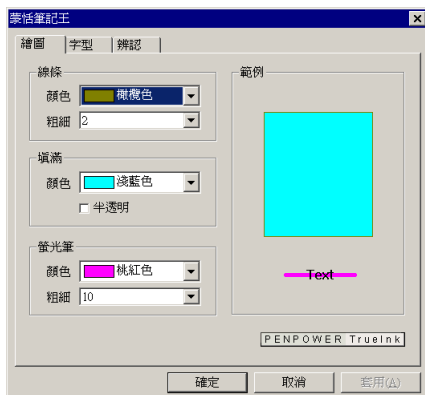 蒙恬筆記王
繪圖 字型 辨認
線條
顏色 橄欖色
粗細 2
填滿
顏色 淺藍色
半透明
螢光筆
顏色 桃紅色
粗細 10
範例
Text
PENPOWER TrueInk
確定 取消 套用(A)